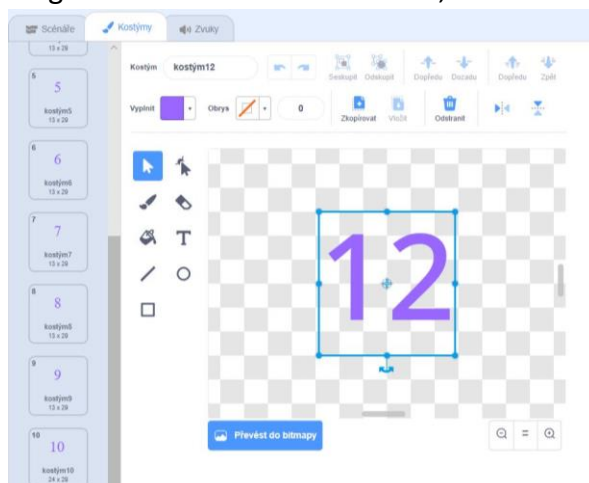 Scénáře Kostýmy Zvuky
13 x 28
Kostým kostým12 Seskupit Odskupit Dopředu Dozadu Dopředu Zpět
Vyplnit Obrys 0 Zkopírovat Vložit Odstranit
5
5
kostým5
13 x 28
6
6
kostým6
13 x 28
7
7
kostým7
13 x 28
8
8
kostým8
13 x 28
9
9
kostým9
13 x 28
10
10
kostým10
24 x 28
T
12
Převést do bitmapy